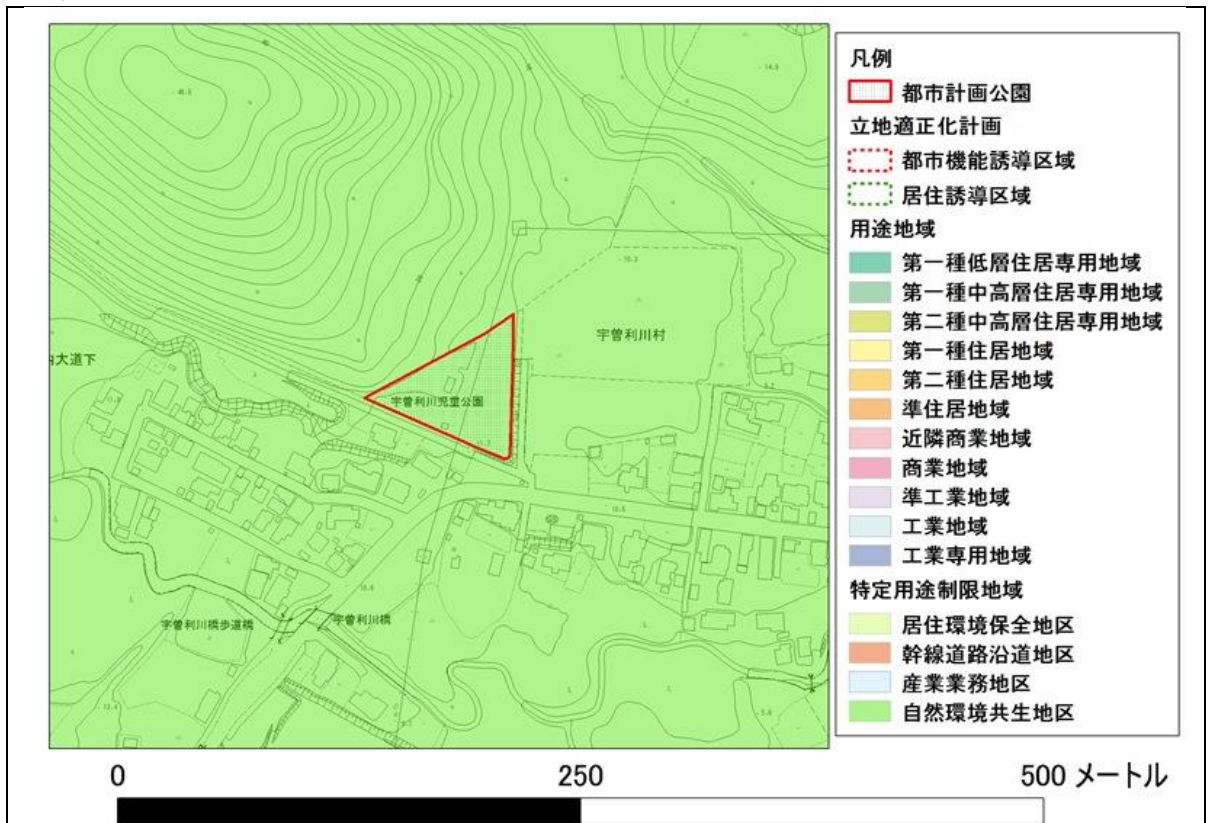 凡例
都市計画公園
立地適正化計画
都市機能誘導区域
居住誘導区域
用途地域
第一種低層住居専用地域
第一種中高層住居専用地域
第二種中高層住居専用地域
第一種住居地域
第二種住居地域
準住居地域
近隣商業地域
商業地域
準工業地域
工業地域
工業専用地域
特定用途制限地域
居住環境保全地区
幹線道路沿道地区
産業業務地区
自然環境共生地区
宇曽利川村
大道下
宇曽利川児童公園
宇曽利川橋歩道橋
宇曽利川橋
0
250
500 メートル